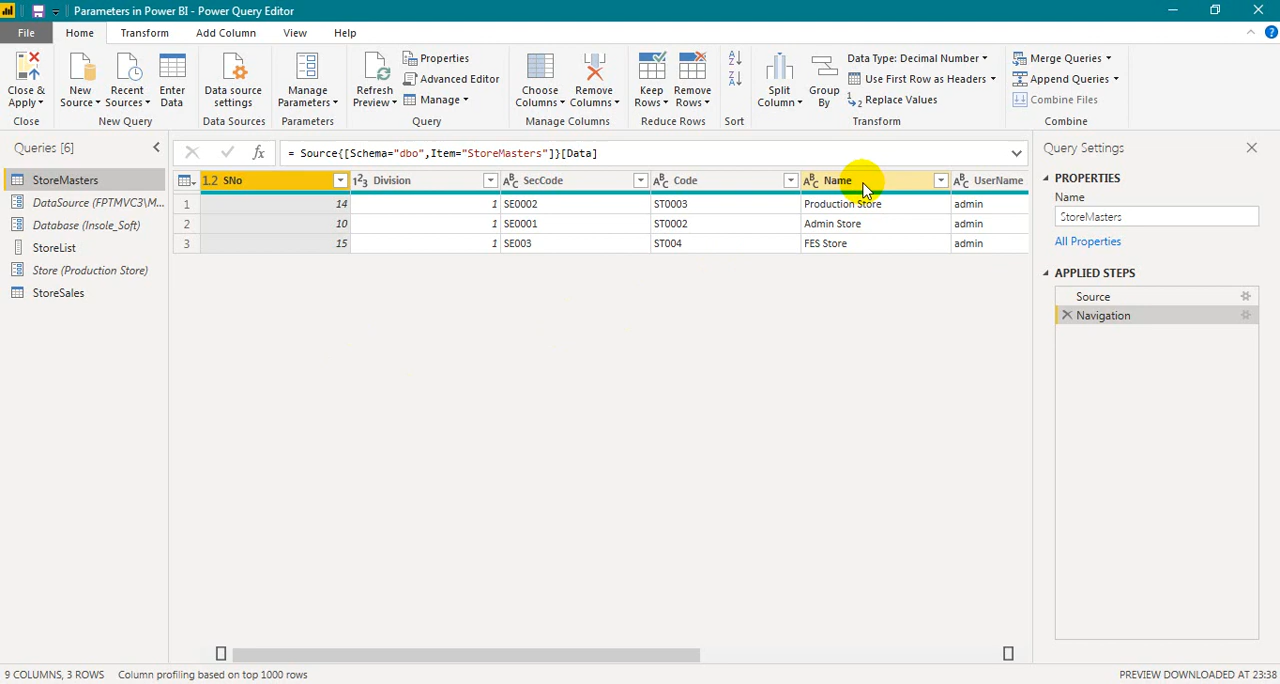 Parameters in Power BI - Power Query Editor
File Home Transform Add Column View Help
Close & Apply
Close
New Source
Recent Sources
Enter Data
New Query
Data source settings
Data Sources
Manage Parameters
Parameters
Refresh Preview
Properties
Advanced Editor
Manage
Query
Choose Columns
Remove Columns
Manage Columns
Keep Rows
Remove Rows
Reduce Rows
Sort
Split Column
Group By
Data Type: Decimal Number
Use First Row as Headers
Replace Values
Transform
Merge Queries
Append Queries
Combine Files
Combine
Queries [6]
StoreMasters
DataSource (FPTMVC3\M...
Database (Insole_Soft)
StoreList
Store (Production Store)
StoreSales
= Source{[Schema="dbo",Item="StoreMasters"]}[Data]
1.2 SNo 123 Division ABC SecCode ABC Code ABC Name ABC UserName
1 14 1 SE0002 ST0003 Production Store admin
2 10 1 SE0001 ST0002 Admin Store admin
3 15 1 SE003 ST004 FES Store admin
Query Settings
PROPERTIES
Name
StoreMasters
All Properties
APPLIED STEPS
Source
Navigation
9 COLUMNS, 3 ROWS Column profiling based on top 1000 rows
PREVIEW DOWNLOADED AT 23:38